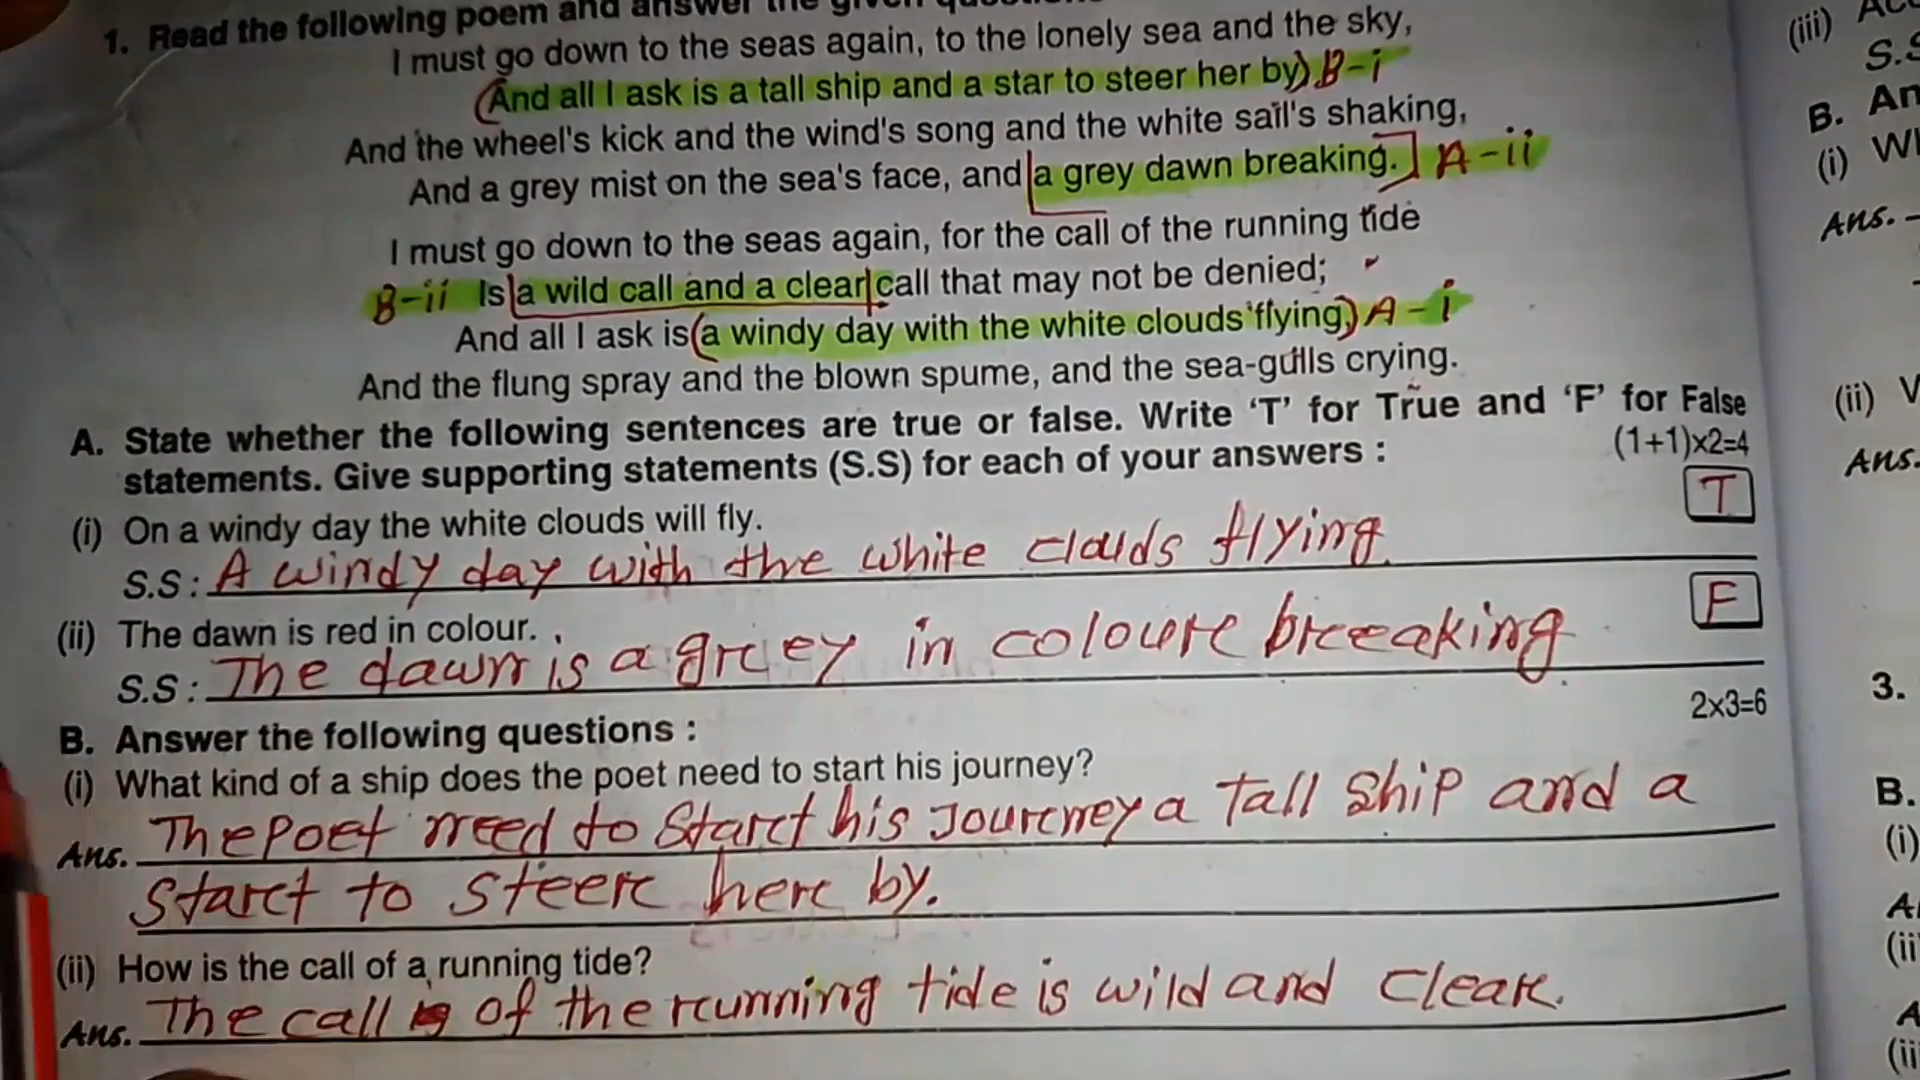 1. Read the following poem and answer the given
I must go down to the seas again, to the lonely sea and the sky,
(And all I ask is a tall ship and a star to steer her by). B-i
And the wheel's kick and the wind's song and the white sail's shaking,
And a grey mist on the sea's face, and [a grey dawn breaking.] A-ii
I must go down to the seas again, for the call of the running tide
B-ii Is a wild call and a clear call that may not be denied;
And all I ask is (a windy day with the white clouds flying,) A-i
And the flung spray and the blown spume, and the sea-gulls crying.
A. State whether the following sentences are true or false. Write 'T' for True and 'F' for False
statements. Give supporting statements (S.S) for each of your answers : (1+1)x2=4
(i) On a windy day the white clouds will fly. T
S.S : A windy day with the white clouds flying.
(ii) The dawn is red in colour. F
S.S : The dawn is a grey in colour breaking
B. Answer the following questions : 2x3=6
(i) What kind of a ship does the poet need to start his journey?
Ans. The poet need to start his Journey a Tall ship and a
start to steer her by.
(ii) How is the call of a running tide?
Ans. The call of the running tide is wild and clear.
(iii)
S.S
B. An
(i) Wh
Ans.
(ii)
Ans.
3.
B.
(i)
(ii
(ii